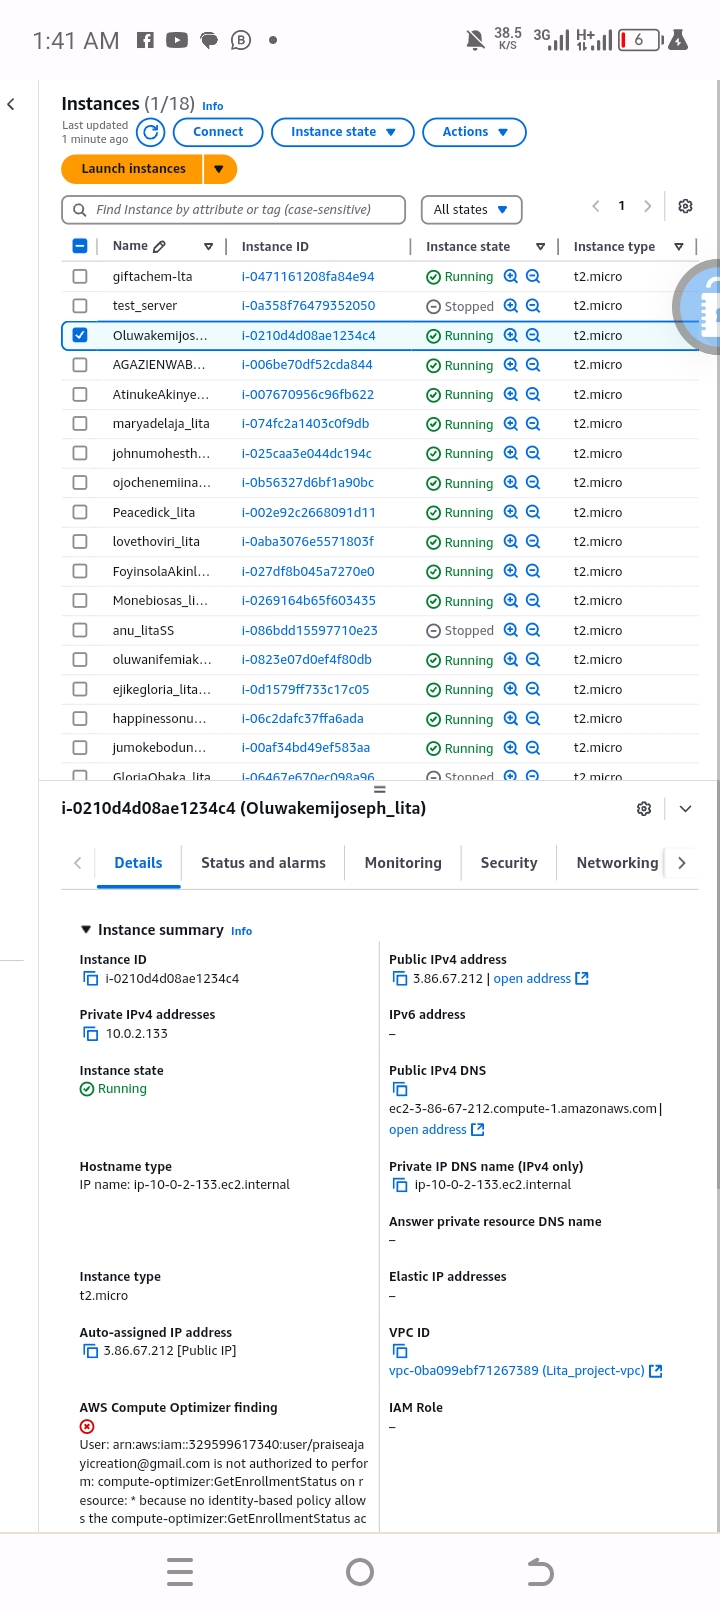 1:41 AM
38.5 K/S 3G H+ 6
Instances (1/18) Info
Last updated
1 minute ago
Connect
Instance state
Actions
Launch instances
Find Instance by attribute or tag (case-sensitive)
All states
1
Name Instance ID Instance state Instance type
giftachem-lta i-0471161208fa84e94 Running t2.micro
test_server i-0a358f76479352050 Stopped t2.micro
Oluwakemijos... i-0210d4d08ae1234c4 Running t2.micro
AGAZIENWAB... i-006be70df52cda844 Running t2.micro
AtinukeAkinye... i-007670956c96fb622 Running t2.micro
maryadelaja_lita i-074fc2a1403c0f9db Running t2.micro
johnumohesth... i-025caa3e044dc194c Running t2.micro
ojochenemiina... i-0b56327d6bf1a90bc Running t2.micro
Peacedick_lita i-002e92c2668091d11 Running t2.micro
lovethoviri_lita i-0aba3076e5571803f Running t2.micro
FoyinsolaAkinl... i-027df8b045a7270e0 Running t2.micro
Monebiosas_li... i-0269164b65f603435 Running t2.micro
anu_litaSS i-086bdd15597710e23 Stopped t2.micro
oluwanifemiak... i-0823e07d0ef4f80db Running t2.micro
ejikegloria_lita... i-0d1579ff733c17c05 Running t2.micro
happinessonu... i-06c2dafc37ffa6ada Running t2.micro
jumokebodun... i-00af34bd49ef583aa Running t2.micro
GloriaObaka_lita i-06467e670ec098a96 Stopped t2.micro
i-0210d4d08ae1234c4 (Oluwakemijoseph_lita)
Details Status and alarms Monitoring Security Networking
Instance summary Info
Instance ID
i-0210d4d08ae1234c4
Public IPv4 address
3.86.67.212 | open address
Private IPv4 addresses
10.0.2.133
IPv6 address
–
Instance state
Running
Public IPv4 DNS
ec2-3-86-67-212.compute-1.amazonaws.com |
open address
Hostname type
IP name: ip-10-0-2-133.ec2.internal
Private IP DNS name (IPv4 only)
ip-10-0-2-133.ec2.internal
Answer private resource DNS name
–
Instance type
t2.micro
Elastic IP addresses
–
Auto-assigned IP address
3.86.67.212 [Public IP]
VPC ID
vpc-0ba099ebf71267389 (Lita_project-vpc)
AWS Compute Optimizer finding
User: arn:aws:iam::329599617340:user/praiseaja
yicreation@gmail.com is not authorized to perfor
m: compute-optimizer:GetEnrollmentStatus on r
esource: * because no identity-based policy allow
s the compute-optimizer:GetEnrollmentStatus ac
IAM Role
–